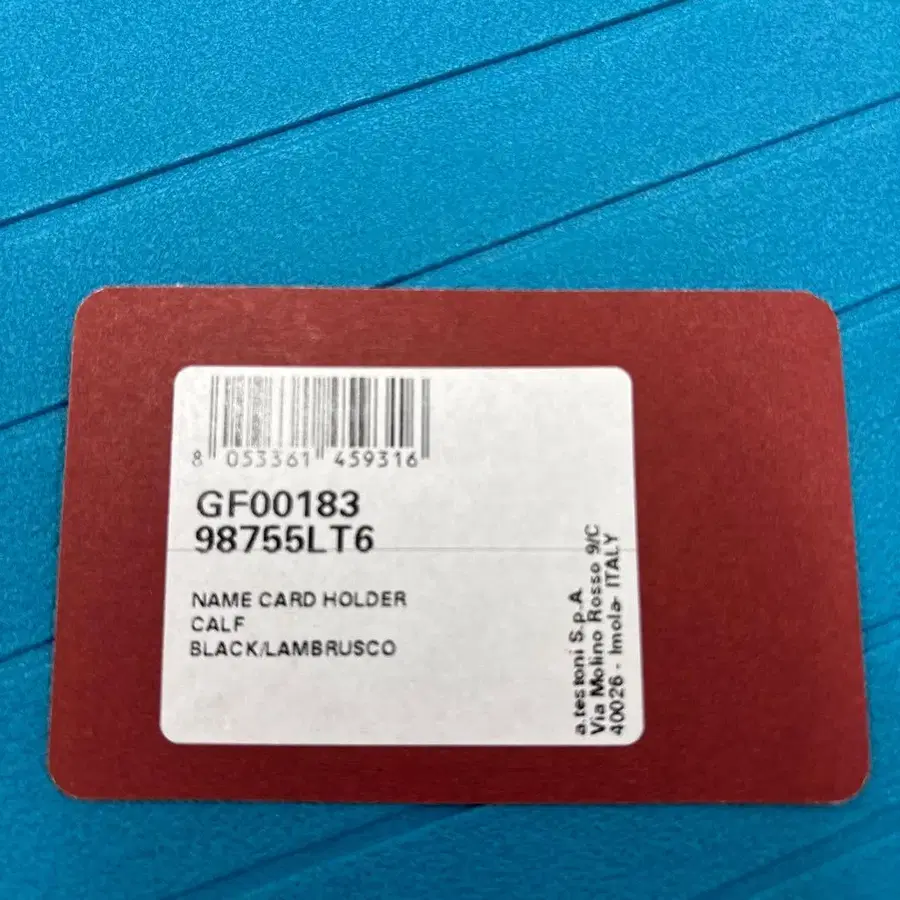 8 053361 459316
GF00183
98755LT6
NAME CARD HOLDER
CALF
BLACK/LAMBRUSCO
a.testoni S.p.A.
Via Molino Rosso 9/C
40026 - Imola- ITALY